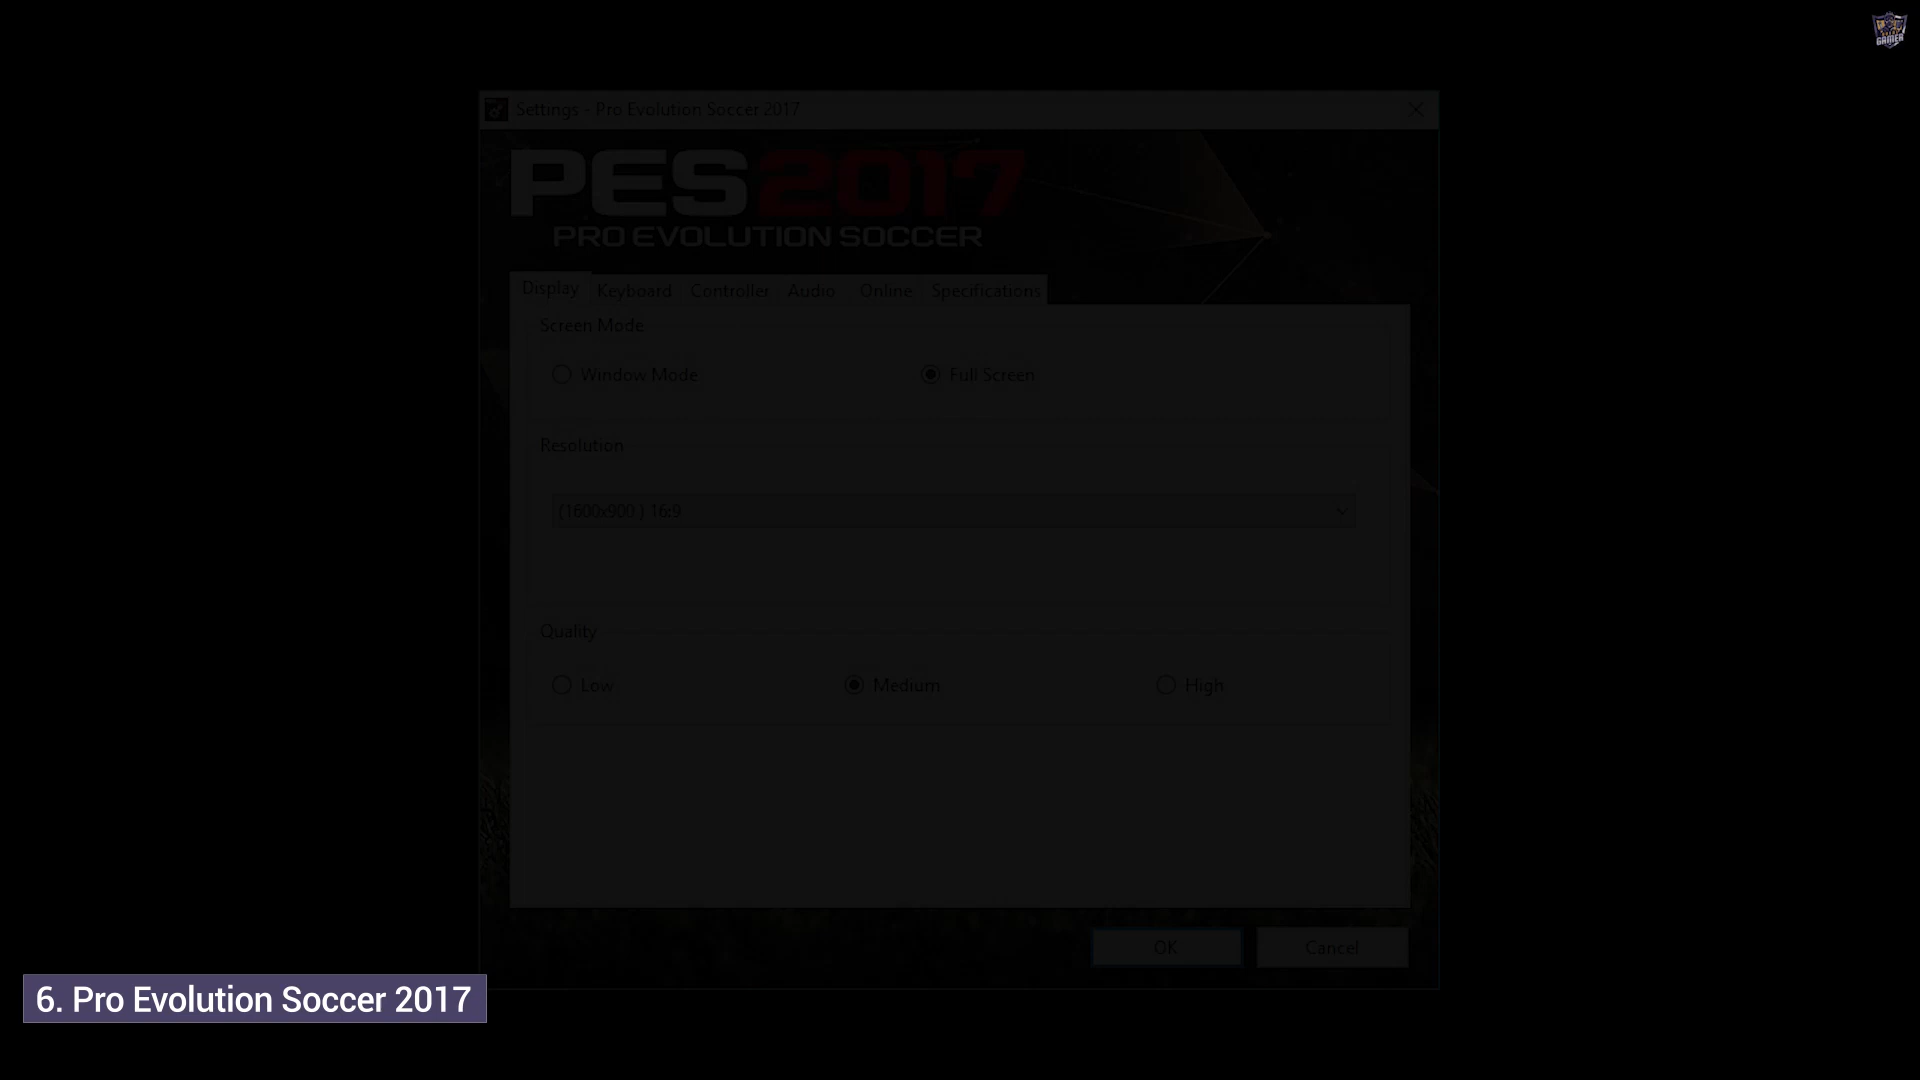 GAMER
Settings - Pro Evolution Soccer 2017
PES2017
PRO EVOLUTION SOCCER
Display Keyboard Controller Audio Online Specifications
Screen Mode
Window Mode Full Screen
Resolution
(1600x900 ) 16:9
Quality
Low Medium High
OK Cancel
6. Pro Evolution Soccer 2017